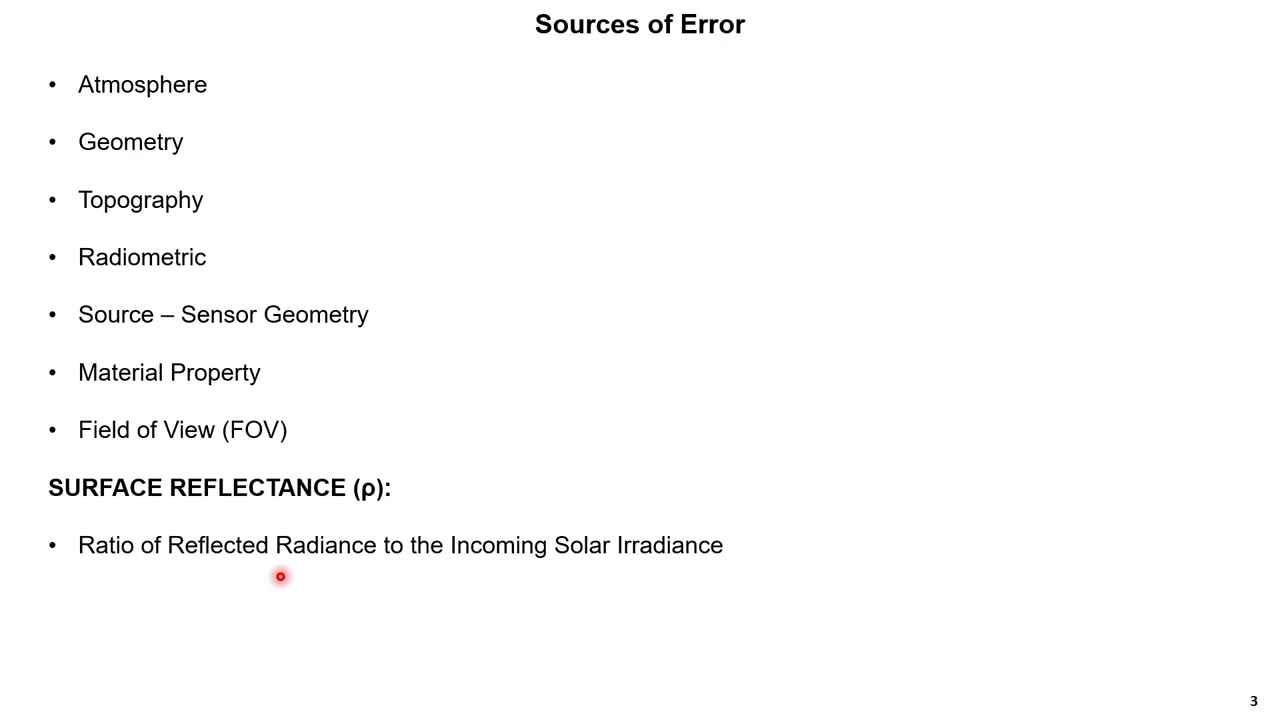 Sources of Error
• Atmosphere
• Geometry
• Topography
• Radiometric
• Source – Sensor Geometry
• Material Property
• Field of View (FOV)
SURFACE REFLECTANCE (ρ):
• Ratio of Reflected Radiance to the Incoming Solar Irradiance
3